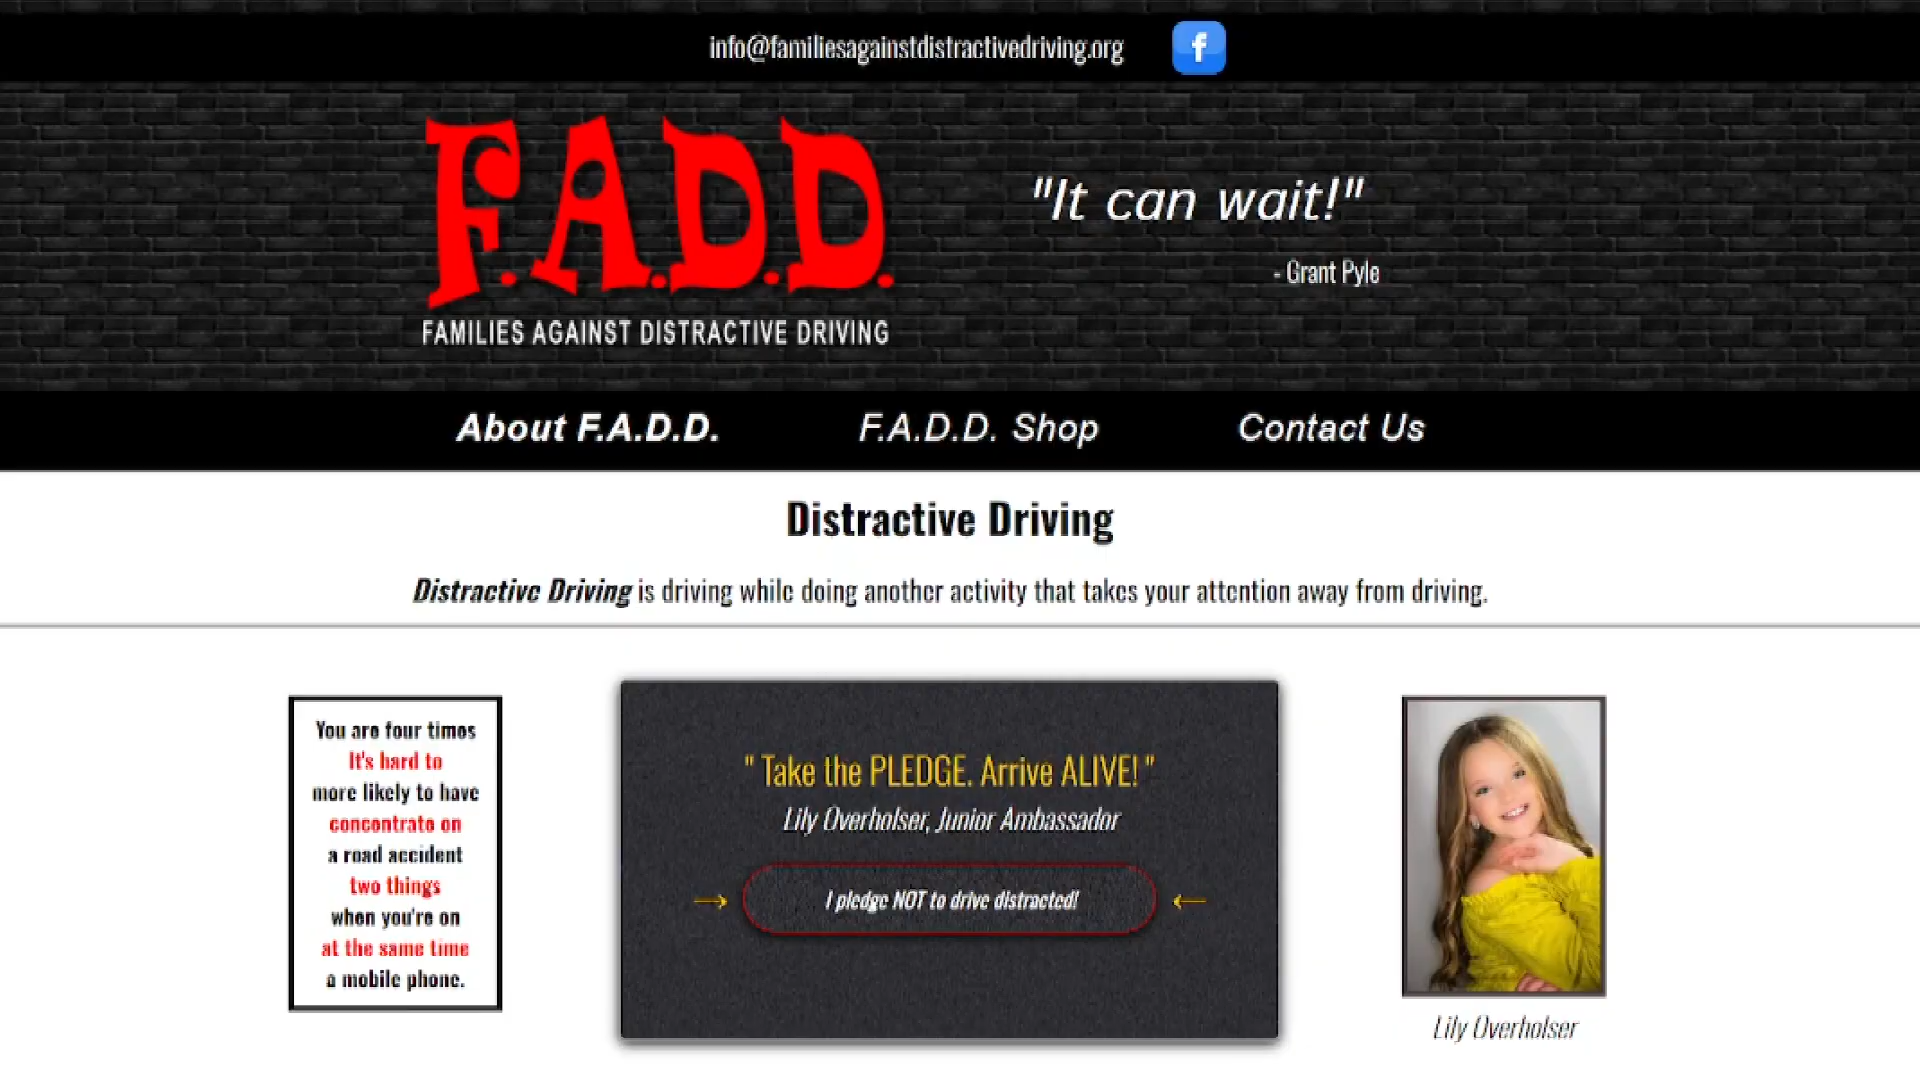 info@familiesagainstdistractivedriving.org
f
F.A.D.D.
FAMILIES AGAINST DISTRACTIVE DRIVING
"It can wait!"
- Grant Pyle
About F.A.D.D.
F.A.D.D. Shop
Contact Us
Distractive Driving
Distractive Driving is driving while doing another activity that takes your attention away from driving.
You are four times
It's hard to
more likely to have
concentrate on
a road accident
two things
when you're on
at the same time
a mobile phone.
" Take the PLEDGE. Arrive ALIVE! "
Lily Overholser, Junior Ambassador
→ I pledge NOT to drive distracted! ←
Lily Overholser